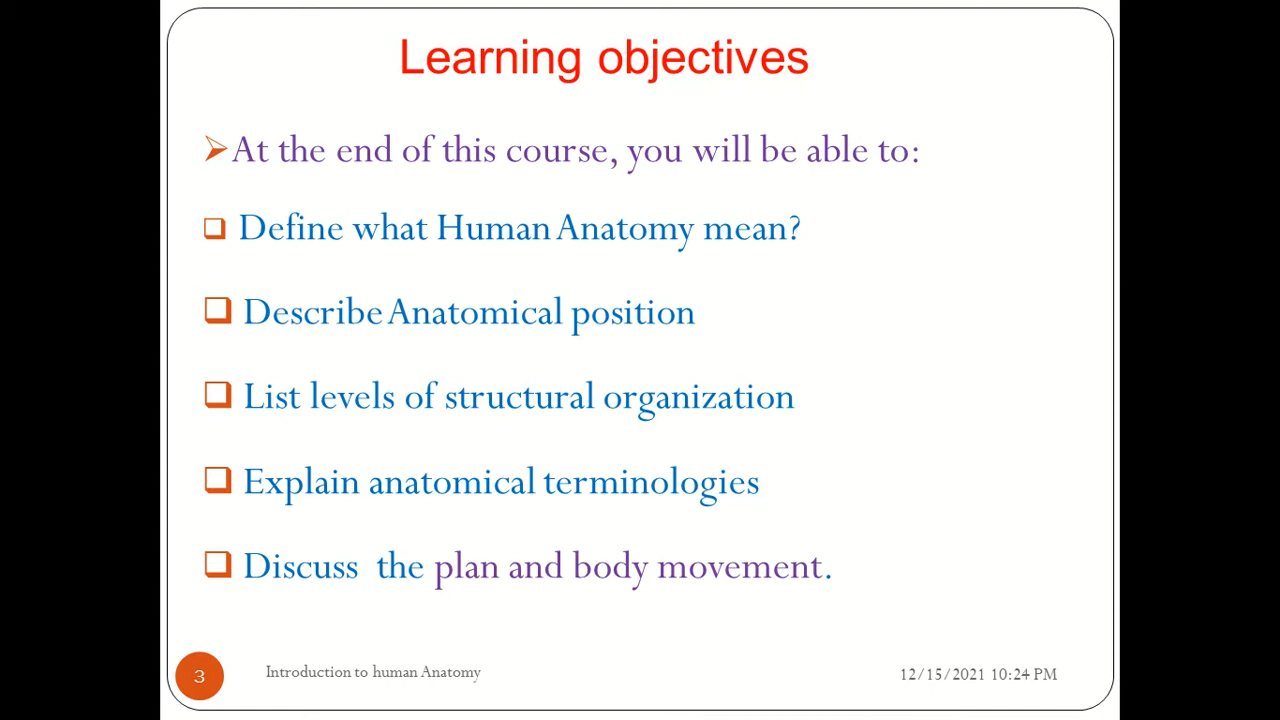 Learning objectives
At the end of this course, you will be able to:
Define what Human Anatomy mean?
Describe Anatomical position
List levels of structural organization
Explain anatomical terminologies
Discuss the plan and body movement.
3
Introduction to human Anatomy
12/15/2021 10:24 PM